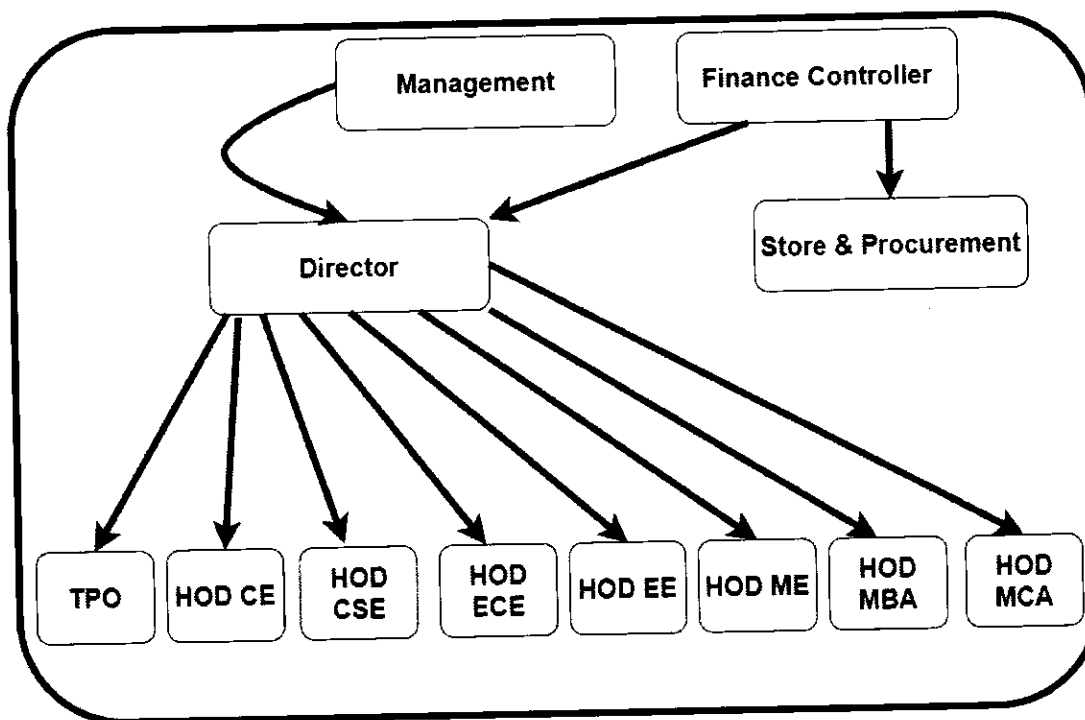 Management
Finance Controller
Director
Store & Procurement
TPO
HOD CE
HOD
CSE
HOD
ECE
HOD EE
HOD ME
HOD
MBA
HOD
MCA